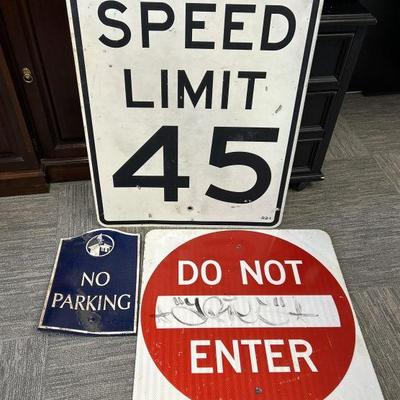 SPEED
LIMIT
45
NO
PARKING
DO NOT
ENTER